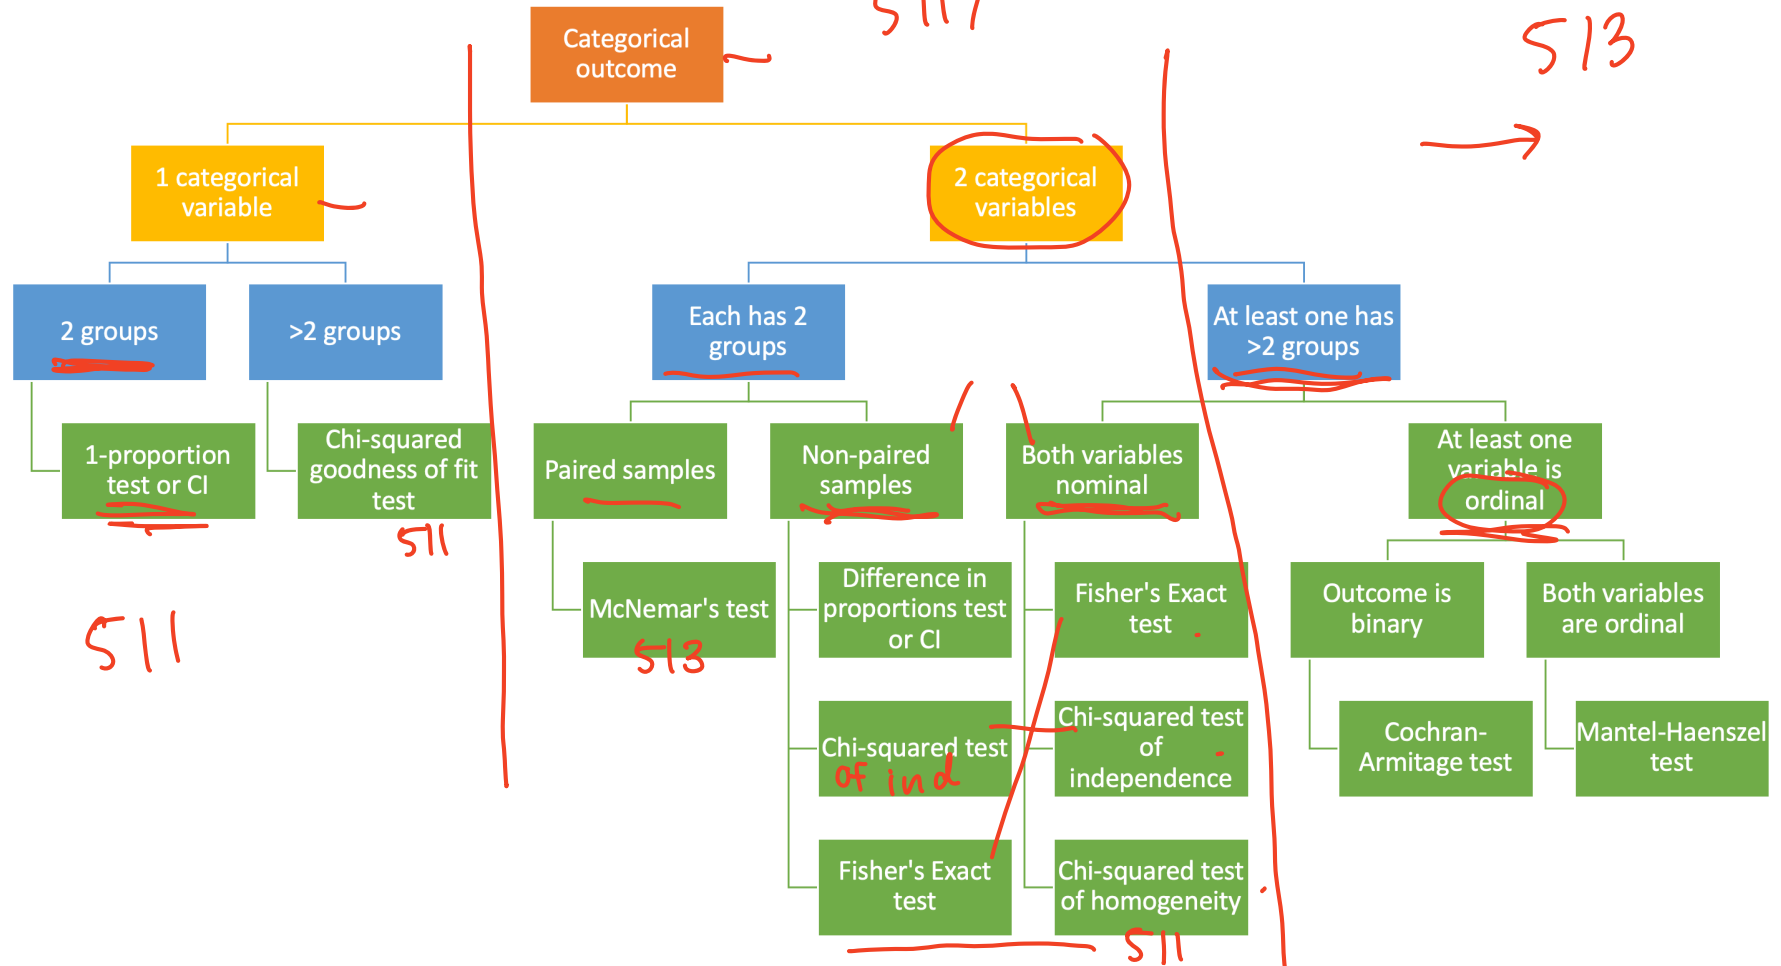 Categorical
outcome
513
1 categorical
variable
2 categorical
variables
2 groups
>2 groups
Each has 2
groups
At least one has
>2 groups
1-proportion
test or CI
Chi-squared
goodness of fit
test
511
511
Paired samples
Non-paired
samples
Both variables
nominal
At least one
variable is
ordinal
McNemar's test
513
Difference in
proportions test
or CI
Fisher's Exact
test
Outcome is
binary
Both variables
are ordinal
Chi-squared test
of ind
Chi-squared test
of
independence
Cochran-
Armitage test
Mantel-Haenszel
test
Fisher's Exact
test
Chi-squared test
of homogeneity
511